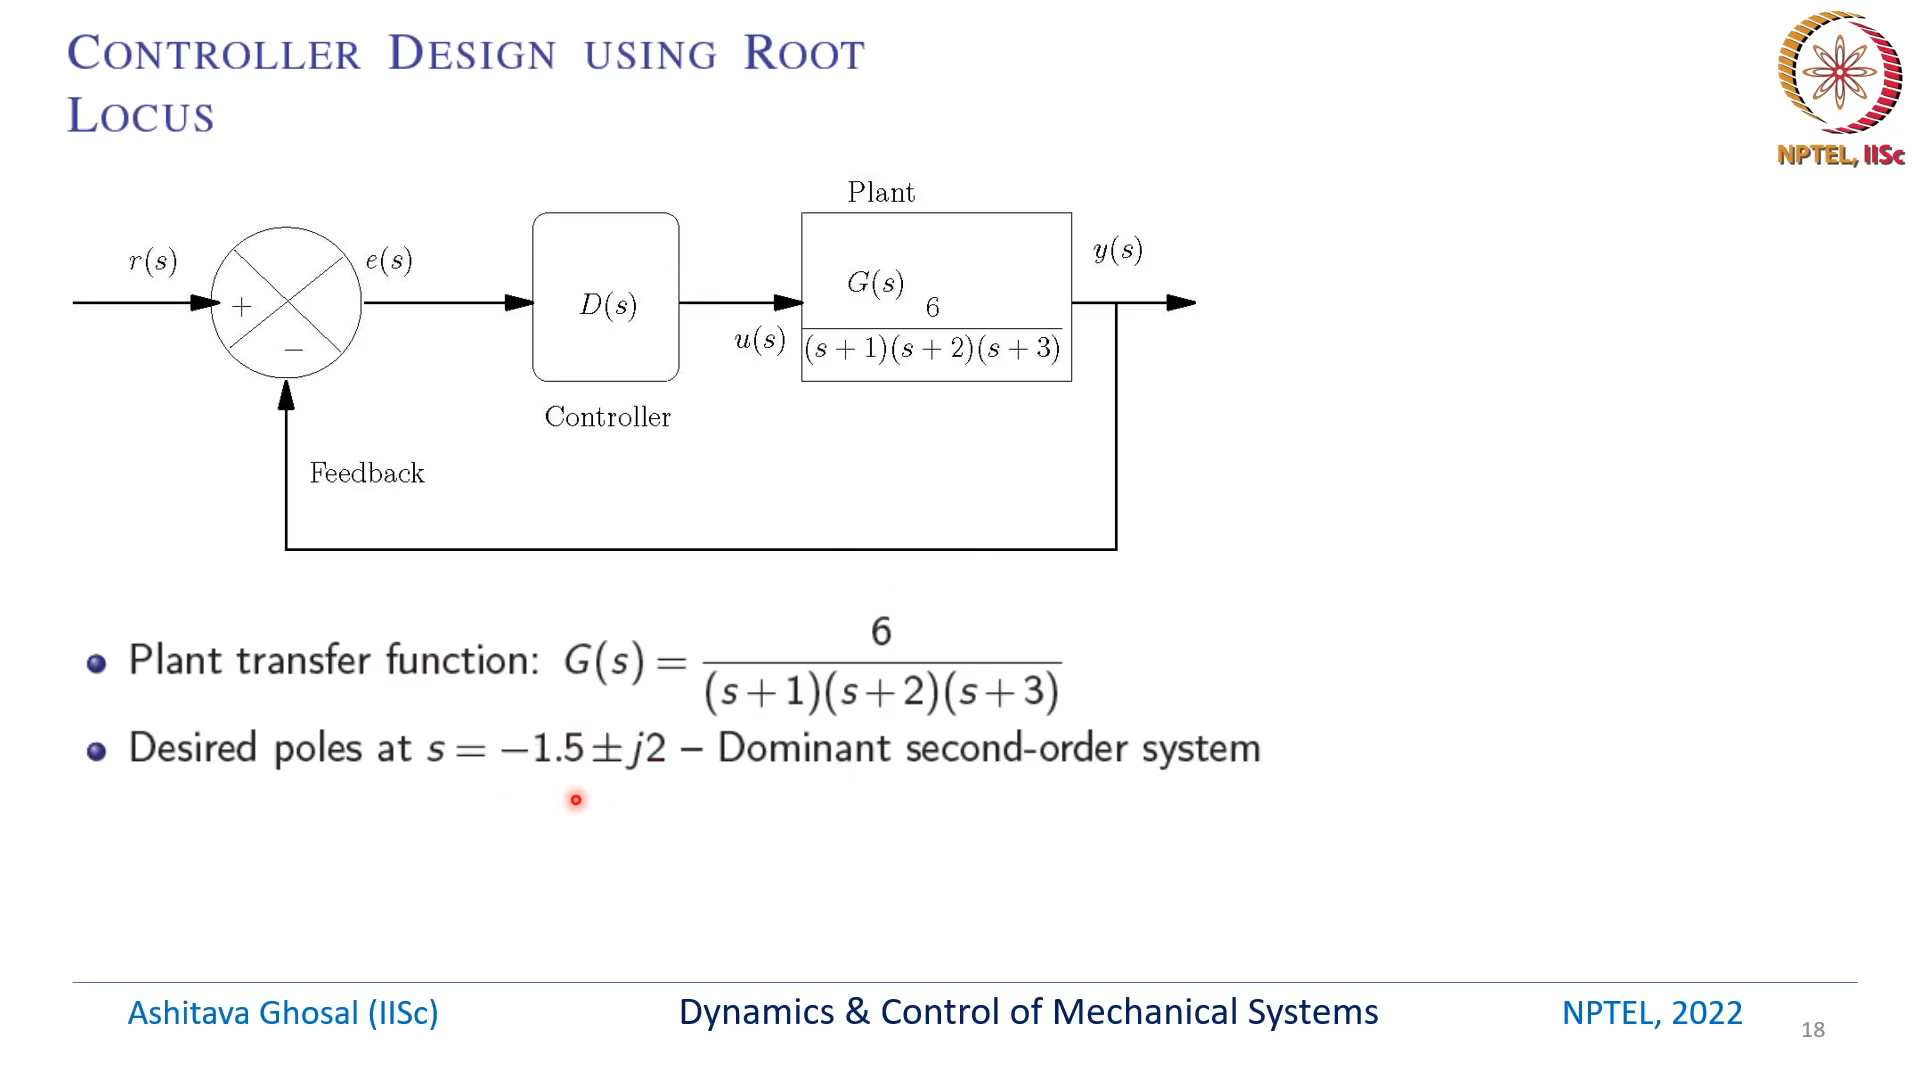 CONTROLLER DESIGN USING ROOT
LOCUS
NPTEL, IISc
Plant
r(s)
e(s)
y(s)
+
−
D(s)
u(s)
G(s)
6
(s + 1)(s + 2)(s + 3)
Controller
Feedback
• Plant transfer function: G(s) = 6 / (s+1)(s+2)(s+3)
• Desired poles at s = −1.5 ± j2 – Dominant second-order system
Ashitava Ghosal (IISc) Dynamics & Control of Mechanical Systems NPTEL, 2022 18